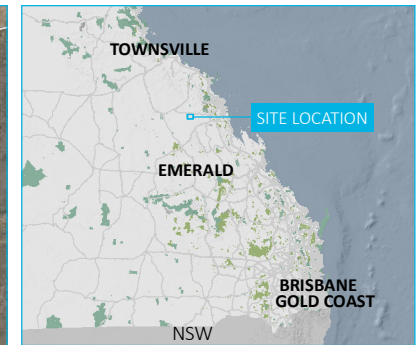 TOWNSVILLE
SITE LOCATION
EMERALD
BRISBANE
GOLD COAST
NSW